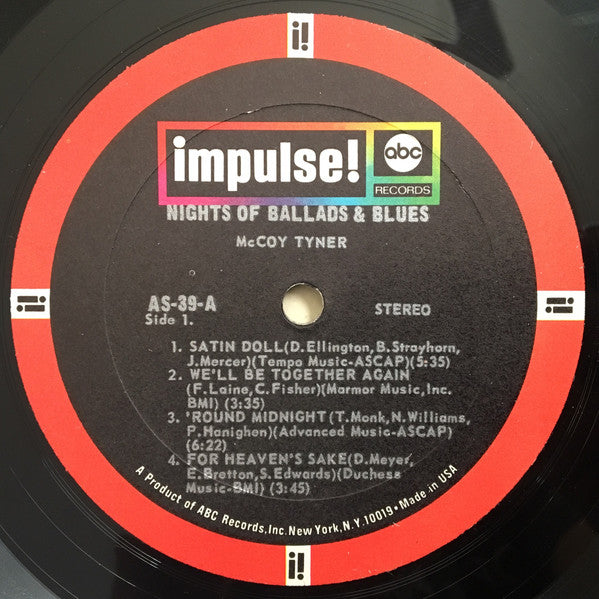 i!
impulse!
abc
RECORDS
NIGHTS OF BALLADS & BLUES
McCOY TYNER
AS-39-A
Side 1.
STEREO
i!
i!
1. SATIN DOLL(D.Ellington,B.Strayhorn,
J.Mercer)(Tempo Music-ASCAP)(5:35)
2. WE'LL BE TOGETHER AGAIN
(F.Laine,C.Fisher)(Marmor Music,Inc.
BMI) (3:35)
3. 'ROUND MIDNIGHT(T.Monk,N.Williams,
P.Hanighen)(Advanced Music-ASCAP)
(6:22)
4. FOR HEAVEN'S SAKE(D.Meyer,
E.Bretton,S.Edwards)(Duchess
Music-BMI) (3:45)
A Product of ABC Records,Inc.New York,N.Y.10019•Made in USA
i!